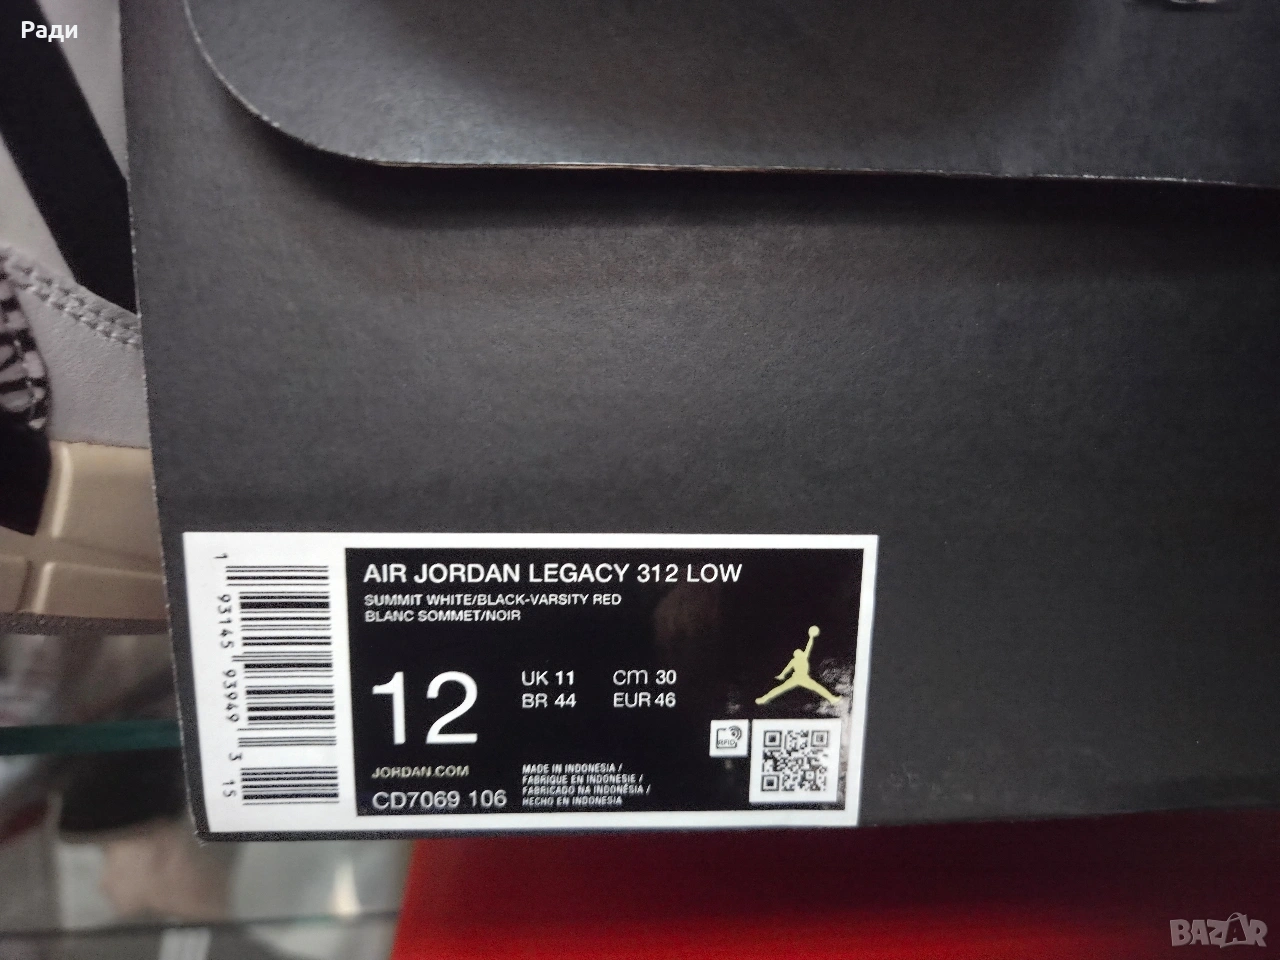 Ради
AIR JORDAN LEGACY 312 LOW
SUMMIT WHITE/BLACK-VARSITY RED
BLANC SOMMET/NOIR
12
UK 11 CM 30
BR 44 EUR 46
RFID
JORDAN.COM
CD7069 106
MADE IN INDONESIA /
FABRIQUE EN INDONESIE /
FABRICADO NA INDONÉSIA /
HECHO EN INDONESIA
1 93145 93949 3 15
BAZAR